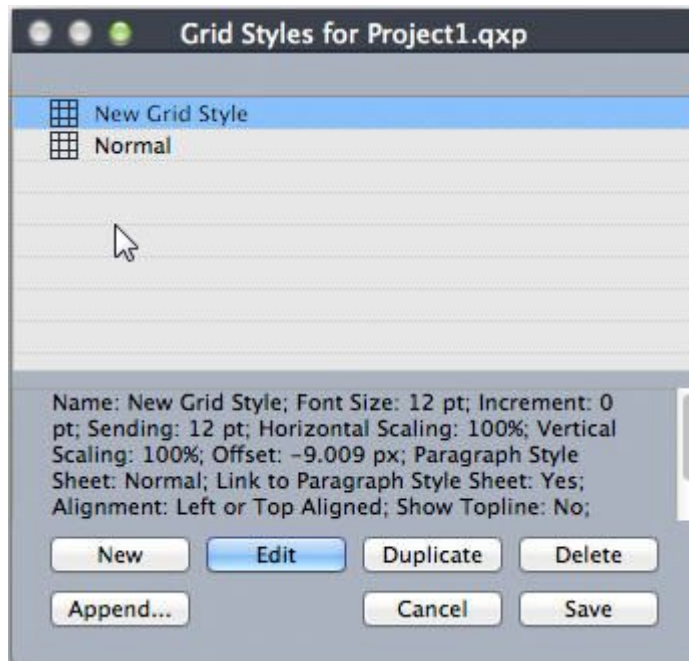 Grid Styles for Project1.qxp
New Grid Style
Normal
Name: New Grid Style; Font Size: 12 pt; Increment: 0
pt; Sending: 12 pt; Horizontal Scaling: 100%; Vertical
Scaling: 100%; Offset: -9.009 px; Paragraph Style
Sheet: Normal; Link to Paragraph Style Sheet: Yes;
Alignment: Left or Top Aligned; Show Topline: No;
New Edit Duplicate Delete
Append... Cancel Save